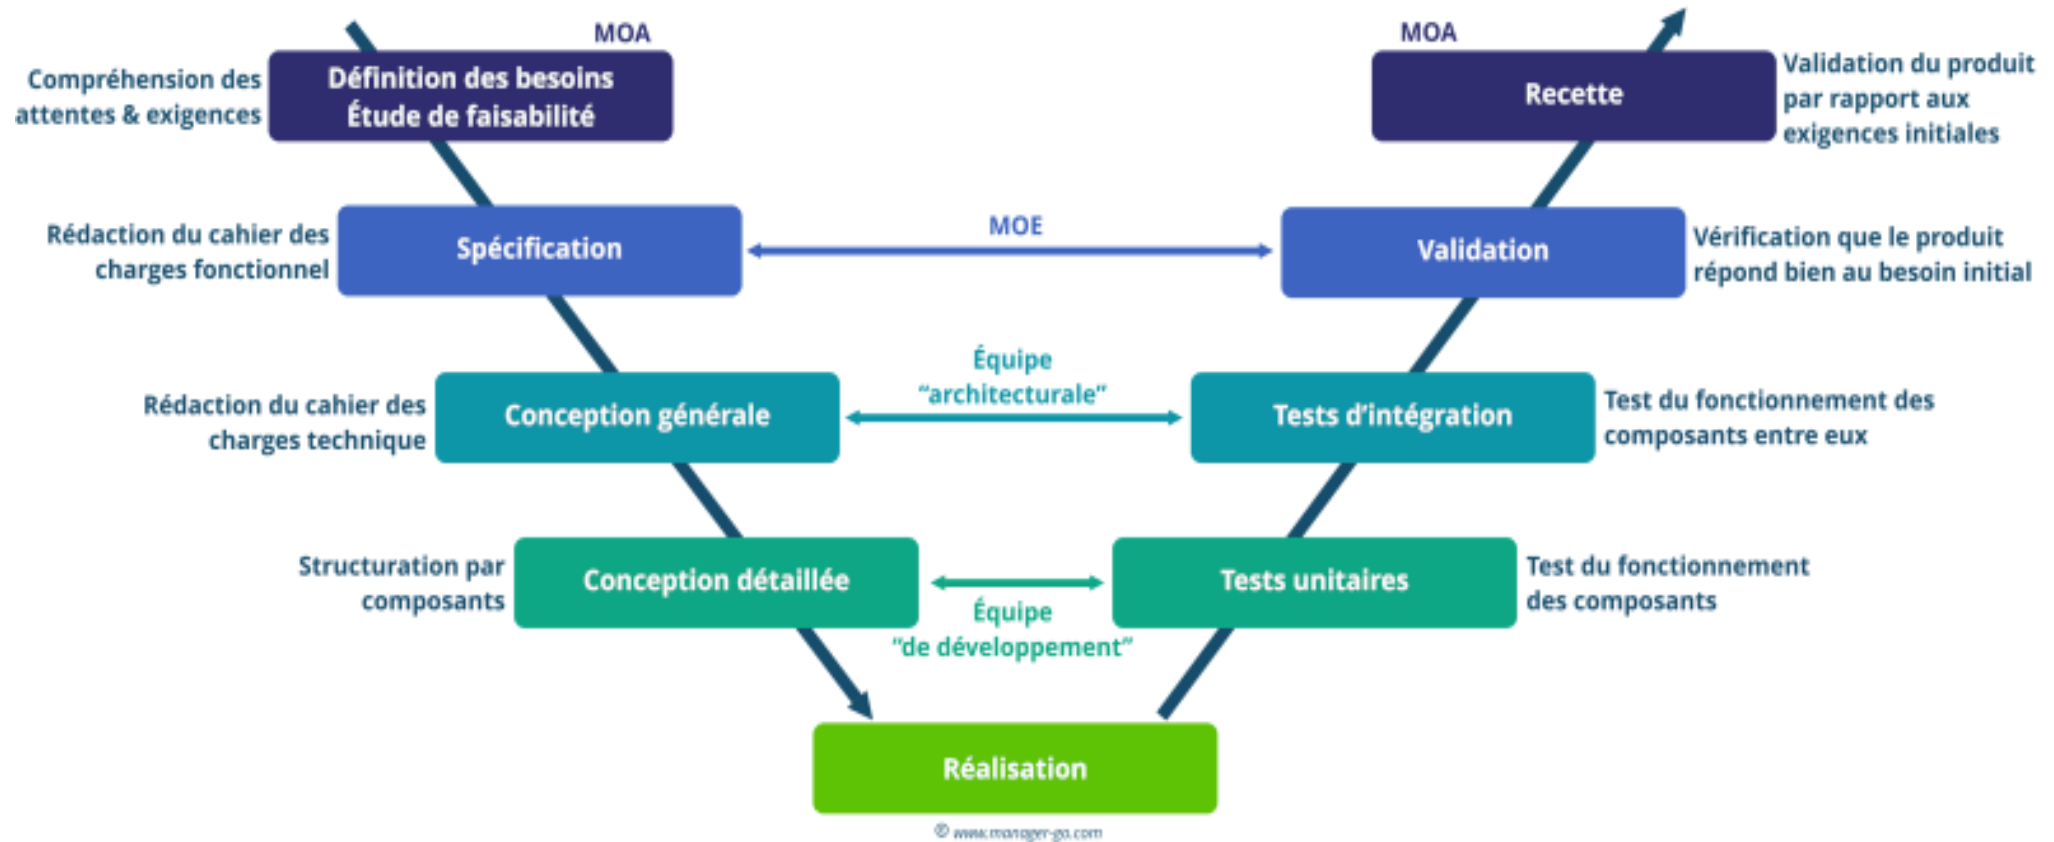 MOA
MOA
Compréhension des
attentes & exigences
Définition des besoins
Étude de faisabilité
Recette
Validation du produit
par rapport aux
exigences initiales
Rédaction du cahier des
charges fonctionnel
Spécification
MOE
Validation
Vérification que le produit
répond bien au besoin initial
Rédaction du cahier des
charges technique
Conception générale
Équipe
“architecturale”
Tests d’intégration
Test du fonctionnement des
composants entre eux
Structuration par
composants
Conception détaillée
Équipe
“de développement”
Tests unitaires
Test du fonctionnement
des composants
Réalisation
© www.manager-go.com